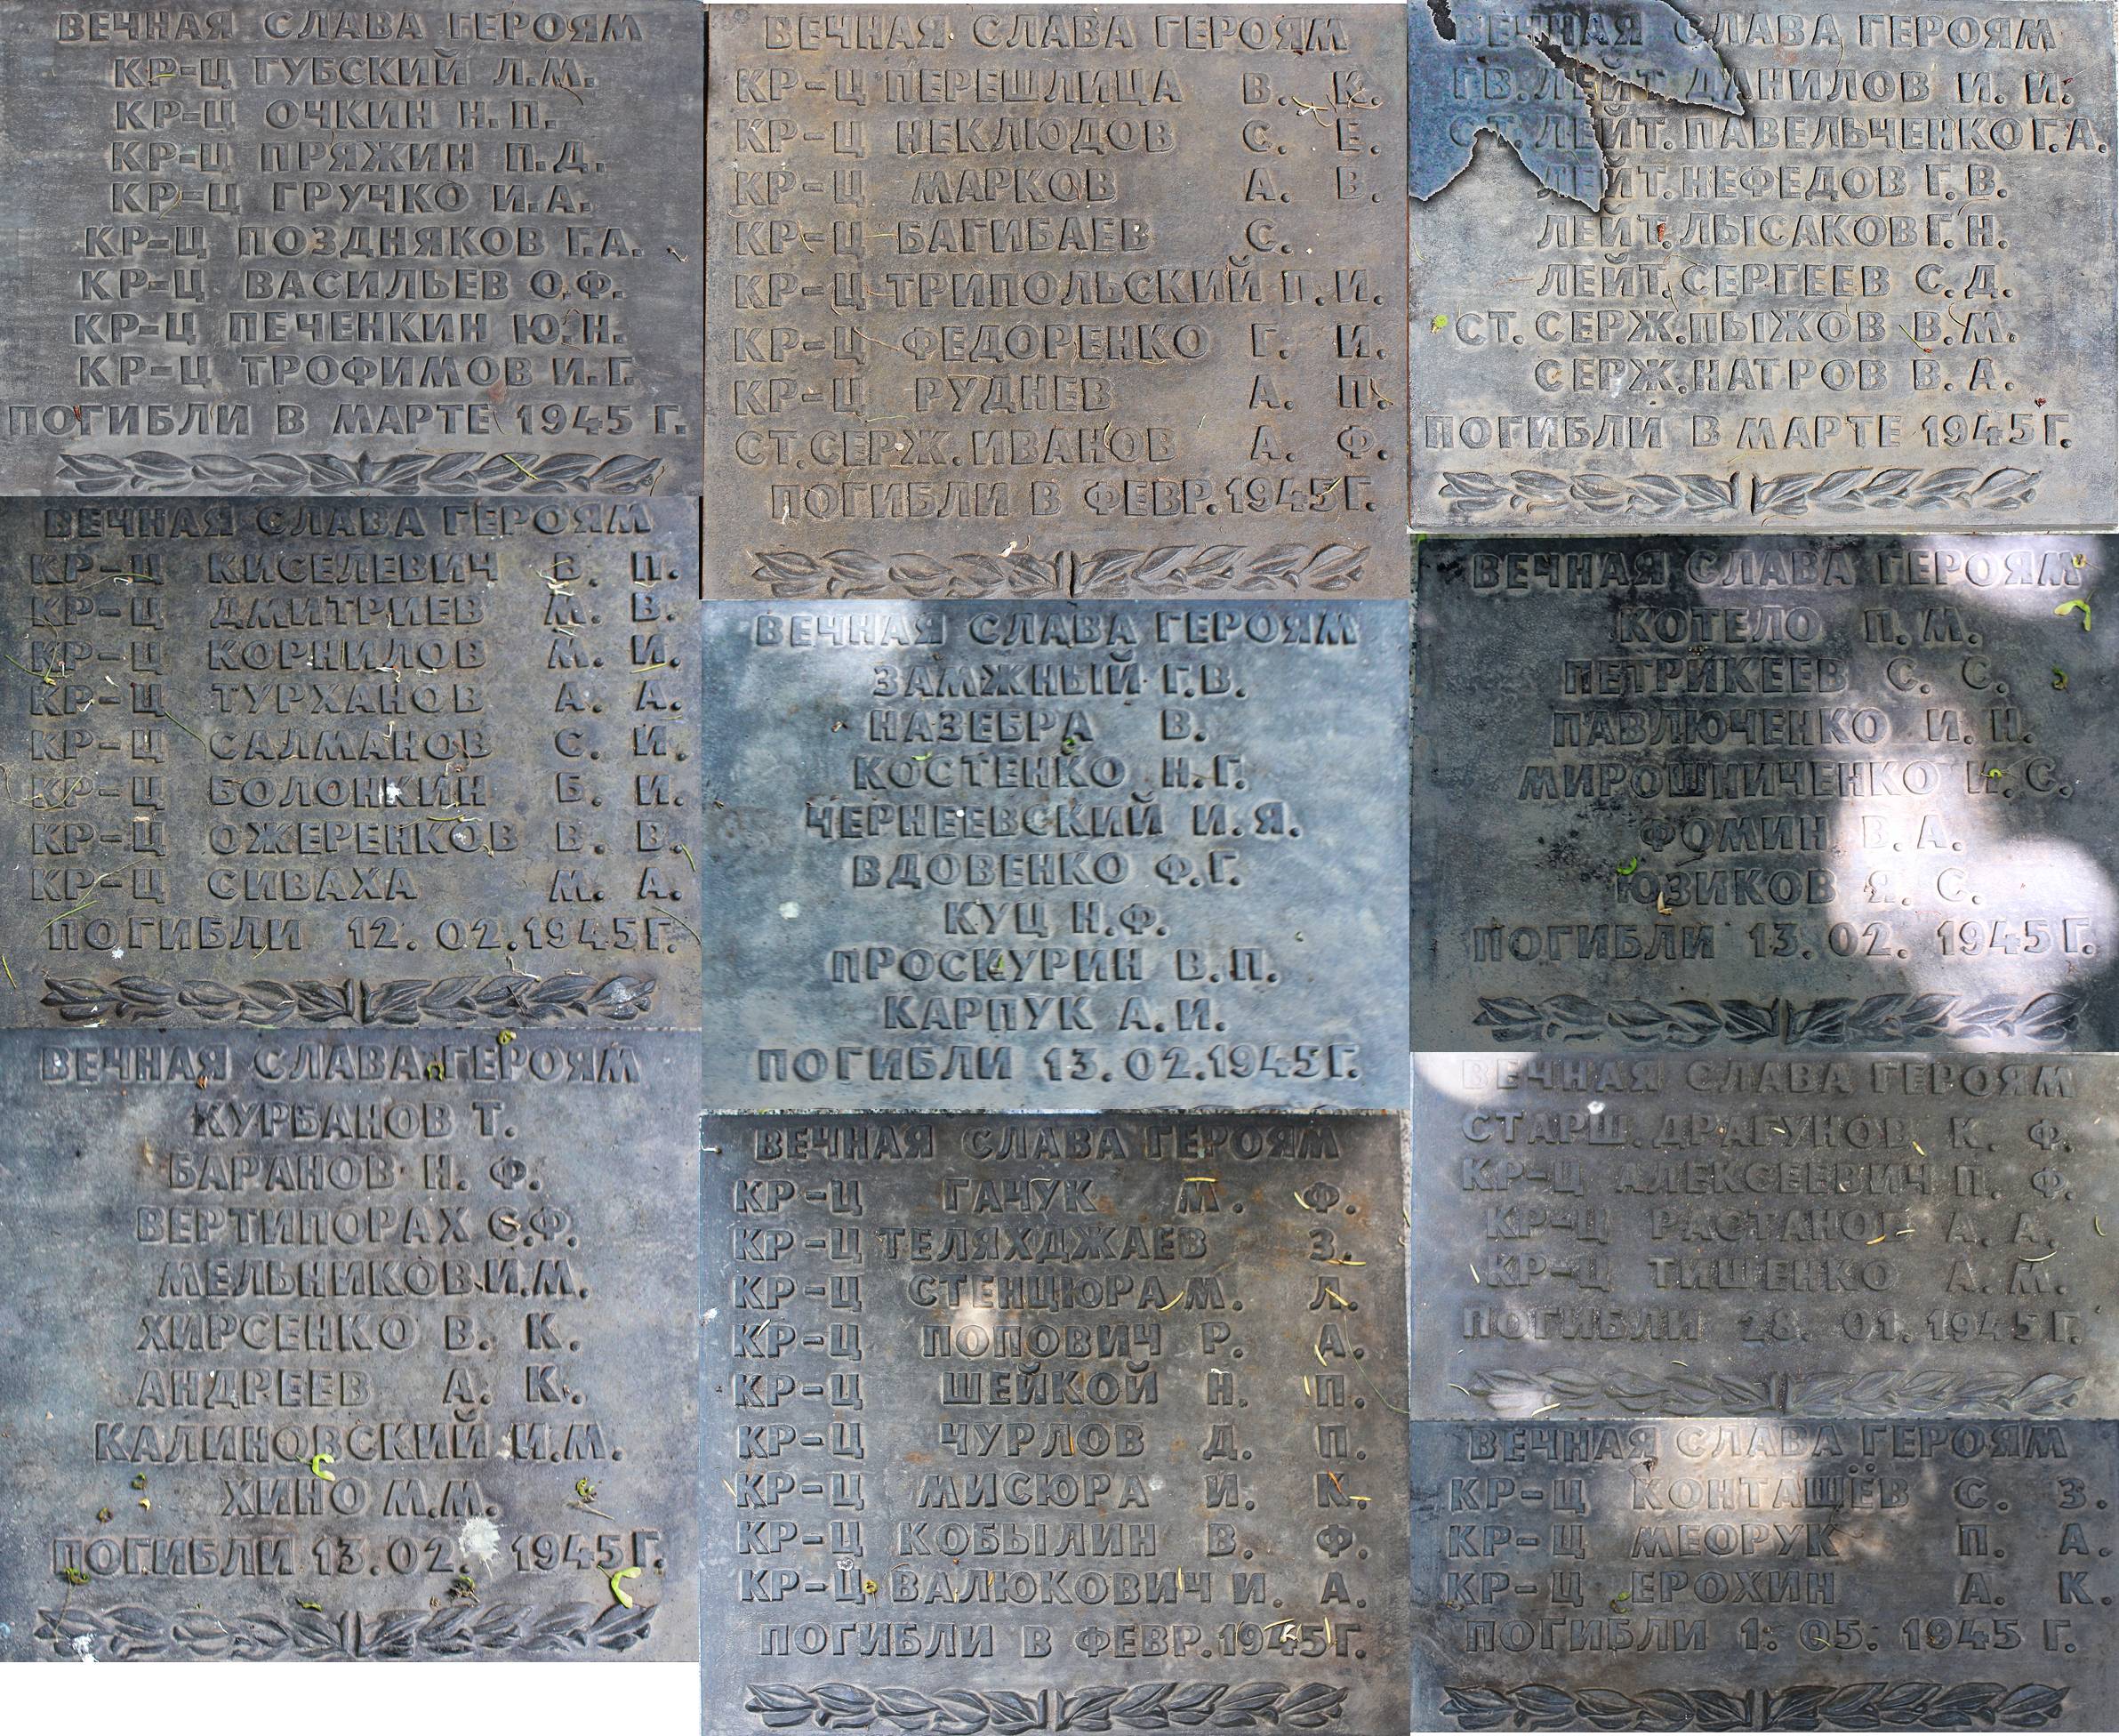 ВЕЧНАЯ СЛАВА ГЕРОЯМ
КР-Ц ГУБСКИЙ Л.М.
КР-Ц ОЧКИН Н.П.
КР-Ц ПРЯЖИН П.Д.
КР-Ц ГРУЧКО И.А.
КР-Ц ПОЗДНЯКОВ Г.А.
КР-Ц ВАСИЛЬЕВ О.Ф.
КР-Ц ПЕЧЕНКИН Ю.Н.
КР-Ц ТРОФИМОВ И.Г.
ПОГИБЛИ В МАРТЕ 1945 Г.
ВЕЧНАЯ СЛАВА ГЕРОЯМ
КР-Ц КИСЕЛЕВИЧ В. П.
КР-Ц ДМИТРИЕВ М. В.
КР-Ц КОРНИЛОВ М. И.
КР-Ц ТУРХАНОВ А. А.
КР-Ц САЛМАНОВ С. И.
КР-Ц БОЛОНКИН Б. И.
КР-Ц ОЖЕРЕНКОВ В. В.
КР-Ц СИВАХА М. А.
ПОГИБЛИ 12. 02.1945Г.
ВЕЧНАЯ СЛАВА ГЕРОЯМ
КУРБАНОВ Т.
БАРАНОВ Н. Ф.
ВЕРТИПОРАХ С.Ф.
МЕЛЬНИКОВ И.М.
ХИРСЕНКО В. К.
АНДРЕЕВ А. К.
КАЛИНОВСКИЙ И.М.
ХИНО М.М.
ПОГИБЛИ 13.02. 1945Г.
ВЕЧНАЯ СЛАВА ГЕРОЯМ
КР-Ц ПЕРЕШЛИЦА В. К.
КР-Ц НЕКЛЮДОВ С. Е.
КР-Ц МАРКОВ А. В.
КР-Ц БАГИБАЕВ С.
КР-Ц ТРИПОЛЬСКИЙ П. И.
КР-Ц ФЕДОРЕНКО Г. И.
КР-Ц РУДНЕВ А. П.
СТ.СЕРЖ.ИВАНОВ А. Ф.
ПОГИБЛИ В ФЕВР.1945Г.
ВЕЧНАЯ СЛАВА ГЕРОЯМ
ЗАМЖНЫЙ Г.В.
НАЗЕБРА В.
КОСТЕНКО Н.Г.
ЧЕРНЕЕВСКИЙ И.Я.
ВДОВЕНКО Ф.Г.
КУЦ Н.Ф.
ПРОСКУРИН В.П.
КАРПУК А.И.
ПОГИБЛИ 13.02.1945Г.
ВЕЧНАЯ СЛАВА ГЕРОЯМ
КР-Ц ГАЧУК М. Ф.
КР-Ц ТЕЛЯХДЖАЕВ З.
КР-Ц СТЕНЦЮРА М. Л.
КР-Ц ПОПОВИЧ Р. А.
КР-Ц ШЕЙКОЙ Н. П.
КР-Ц ЧУРЛОВ Д. П.
КР-Ц МИСЮРА И. К.
КР-Ц КОБЫЛИН В. Ф.
КР-Ц ВАЛЮКОВИЧ И. А.
ПОГИБЛИ В ФЕВР.1945Г.
ВЕЧНАЯ СЛАВА ГЕРОЯМ
ГВ.ЛЕЙТ ДАНИЛОВ И. И.
СТ.ЛЕЙТ.ПАВЕЛЬЧЕНКО Г.А.
ЛЕЙТ.НЕФЕДОВ Г.В.
ЛЕЙТ.ЛЫСАКОВ Г.Н.
ЛЕЙТ.СЕРГЕЕВ С.Д.
СТ.СЕРЖ.ПЫЖОВ В.М.
СЕРЖ.НАТРОВ В.А.
ПОГИБЛИ В МАРТЕ 1945Г.
ВЕЧНАЯ СЛАВА ГЕРОЯМ
КОТЕЛО П.М.
ПЕТРИКЕЕВ С. С.
ПАВЛЮЧЕНКО И. Н.
МИРОШНИЧЕНКО И. С.
ФОМИН В. А.
ЮЗИКОВ Я. С.
ПОГИБЛИ 13. 02. 1945Г.
ВЕЧНАЯ СЛАВА ГЕРОЯМ
СТАРШ. ДРАГУНОВ К. Ф.
КР-Ц АЛЕКСЕЕВИЧ П. Ф.
КР-Ц РАСТАНОВ А. А.
КР-Ц ТИШЕНКО А. М.
ПОГИБЛИ 28. 01. 1945Г.
ВЕЧНАЯ СЛАВА ГЕРОЯМ
КР-Ц КОНТАШЁВ С. З.
КР-Ц МЕОРУК П. А.
КР-Ц ЕРОХИН А. К.
ПОГИБЛИ 1. 05. 1945 Г.